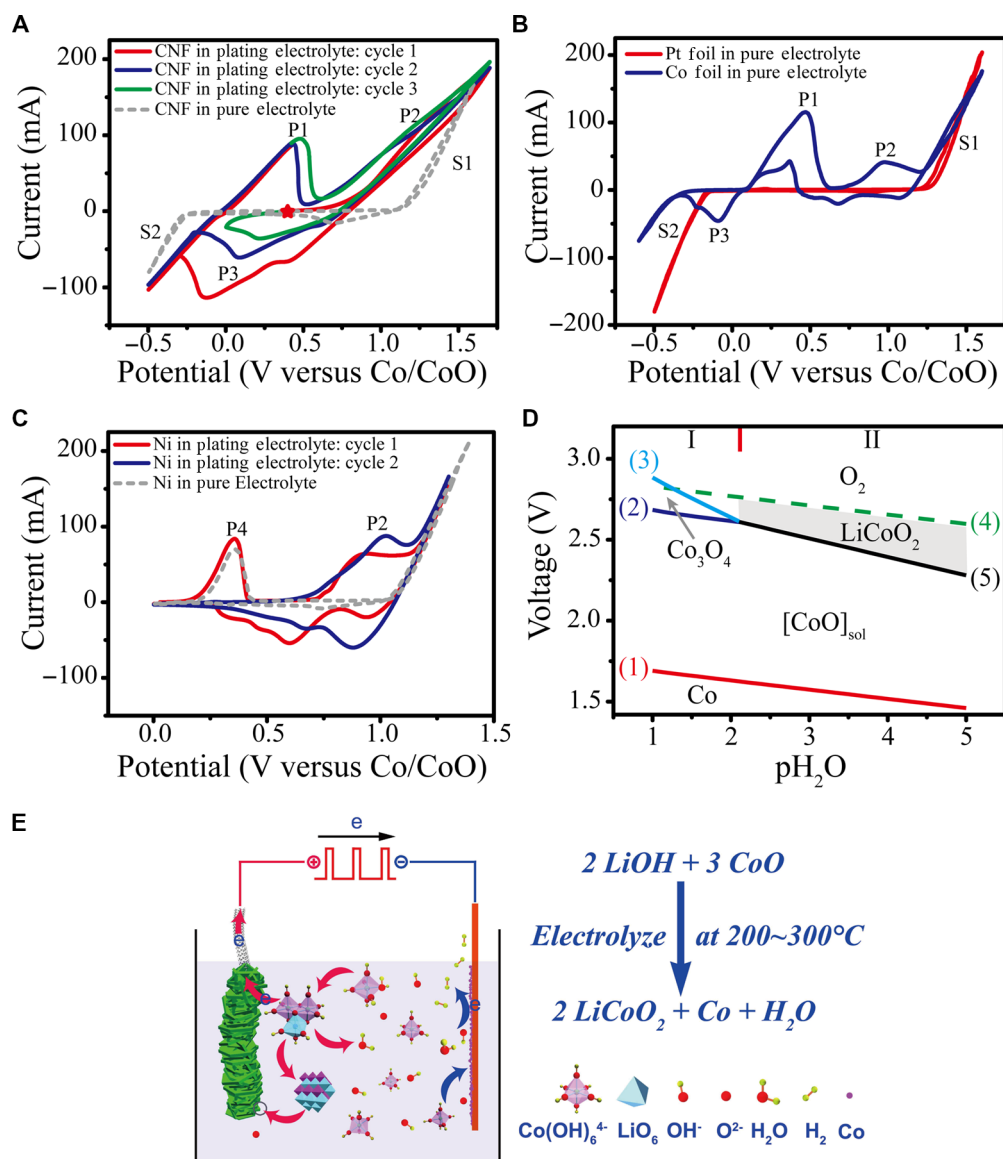 A
CNF in plating electrolyte: cycle 1
CNF in plating electrolyte: cycle 2
CNF in plating electrolyte: cycle 3
CNF in pure electrolyte
P1
P2
S1
S2
P3
200
100
0
−100
Current (mA)
−0.5 0.0 0.5 1.0 1.5
Potential (V versus Co/CoO)
B
Pt foil in pure electrolyte
Co foil in pure electrolyte
P1
P2
S1
S2
P3
200
100
0
−100
−200
Current (mA)
−0.5 0.0 0.5 1.0 1.5
Potential (V versus Co/CoO)
C
Ni in plating electrolyte: cycle 1
Ni in plating electrolyte: cycle 2
Ni in pure Electrolyte
P4
P2
200
100
0
−100
Current (mA)
0.0 0.5 1.0 1.5
Potential (V versus Co/CoO)
D
I II
(3)
O₂
(2)
(4)
LiCoO₂
Co₃O₄
(5)
[CoO]sol
(1)
Co
3.0
2.5
2.0
1.5
Voltage (V)
1 2 3 4 5
pH₂O
E
e
+ −
e
e
e
2 LiOH + 3 CoO
Electrolyze at 200~300°C
2 LiCoO₂ + Co + H₂O
Co(OH)₆⁴⁻ LiO₆ OH⁻ O²⁻ H₂O H₂ Co